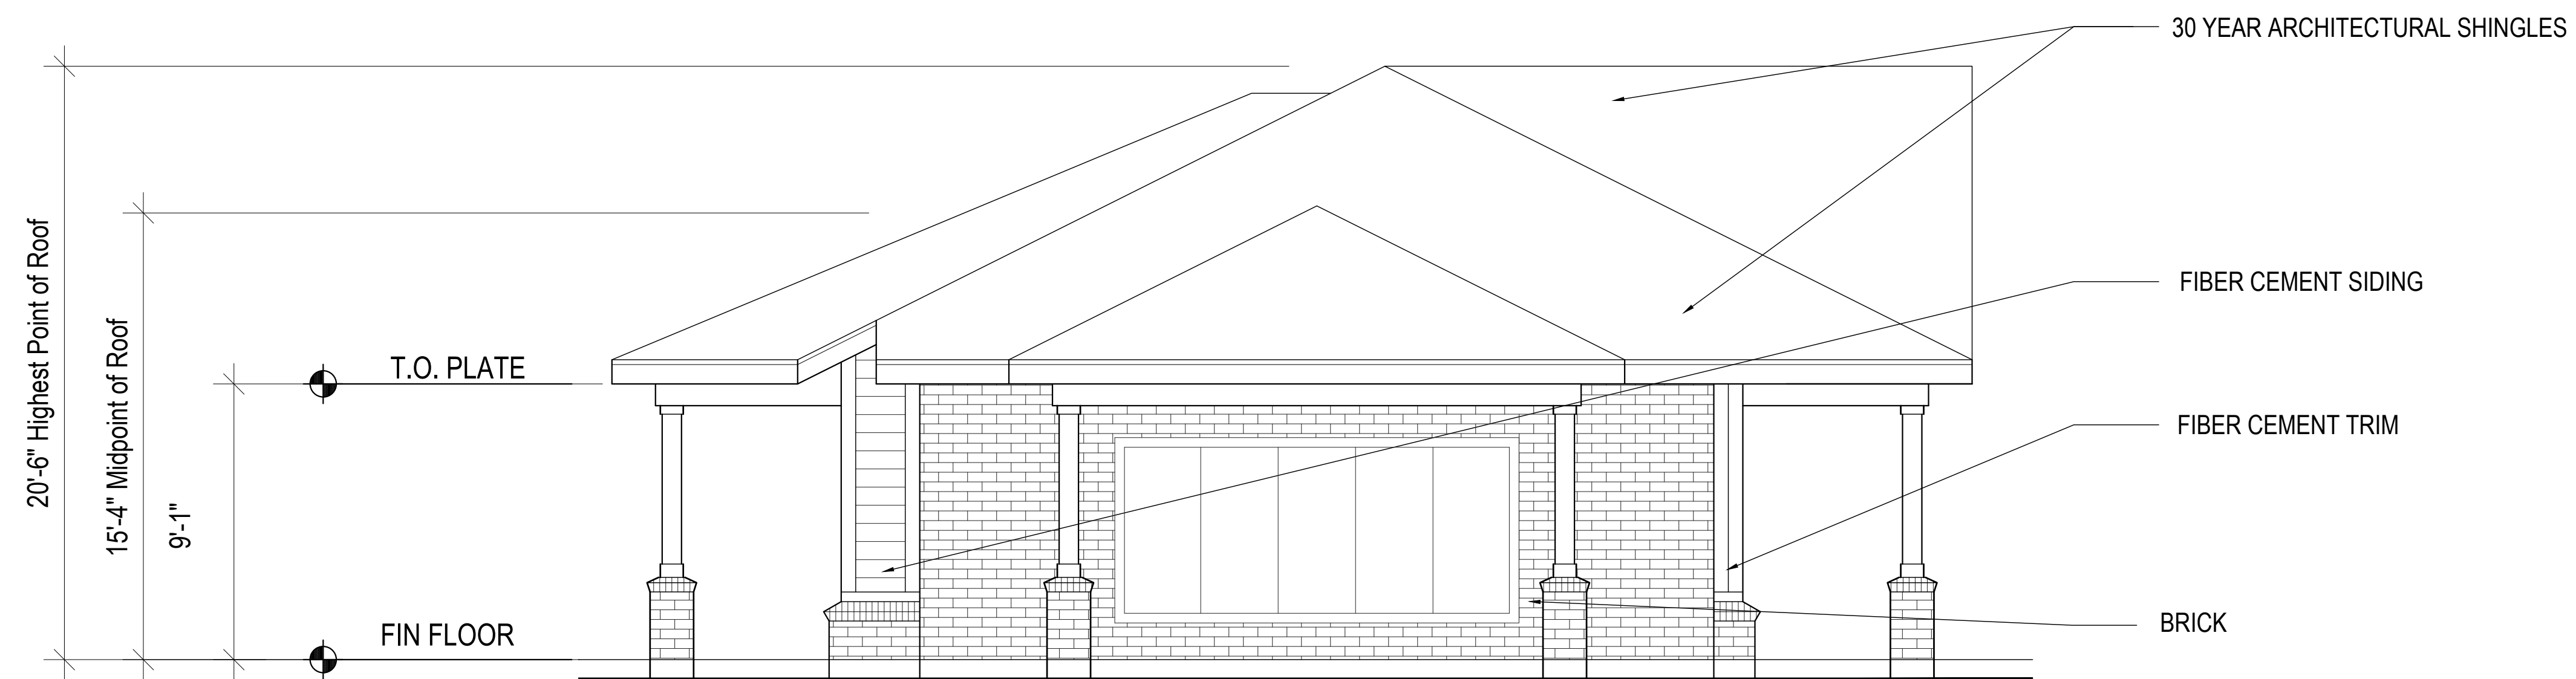 30 YEAR ARCHITECTURAL SHINGLES
20'-6" Highest Point of Roof
15'-4" Midpoint of Roof
9'-1"
T.O. PLATE
FIN FLOOR
FIBER CEMENT SIDING
FIBER CEMENT TRIM
BRICK